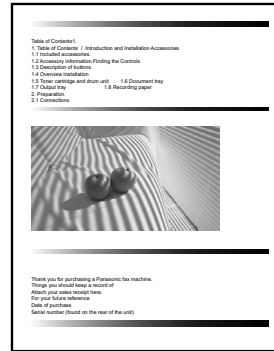 Table of Contents1.
1. Table of Contents / Introduction and Installation Accessories
1.1 Included accessories.
1.2 Accessory information.Finding the Controls
1.3 Description of buttons.
1.4 Overview Installation
1.5 Toner cartridge and drum unit 1.6 Document tray
1.7 Output tray 1.8 Recording paper
2. Preparation
2.1 Connections
Thank you for purchasing a Panasonic fax machine.
Things you should keep a record of
Attach your sales receipt here.
For your future reference
Date of purchase
Serial number (found on the rear of the unit)